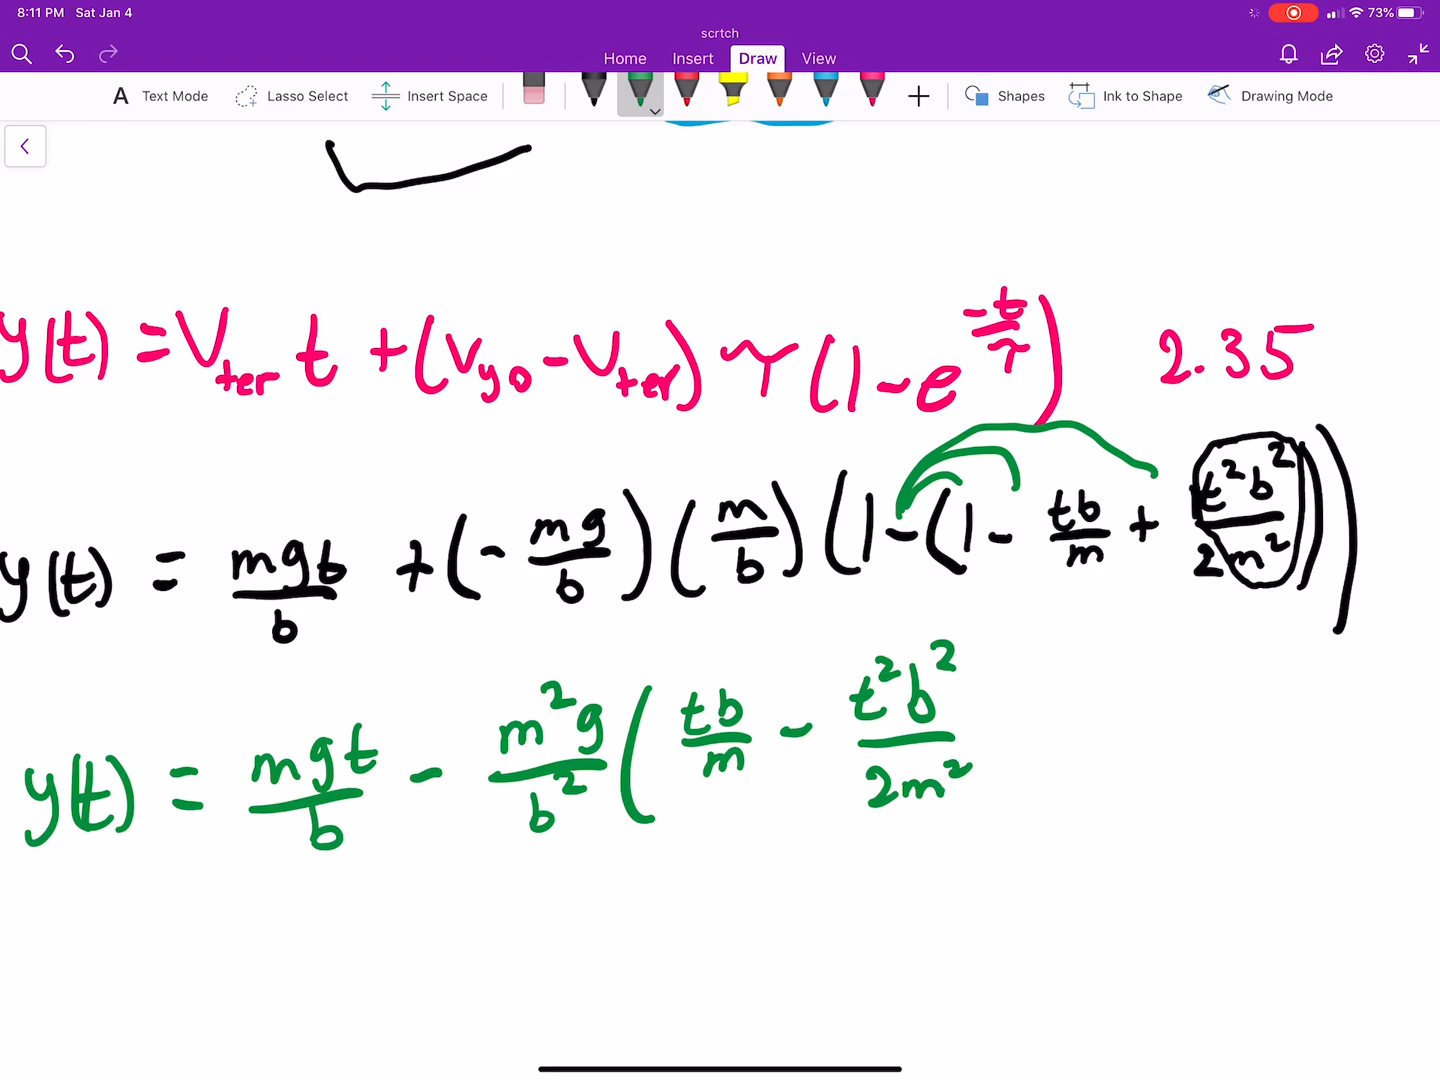 8:11 PM Sat Jan 4 73%
scrtch
Home Insert Draw View
A Text Mode Lasso Select Insert Space Shapes Ink to Shape Drawing Mode
y(t) = V_ter t + (V_y0 - V_ter) τ (1 - e^(-t/τ)) 2.35
y(t) = mgt/b + (- mg/b)(m/b)(1 - (1 - tb/m + t²b²/2m²))
y(t) = mgt/b - m²g/b² (tb/m - t²b²/2m²